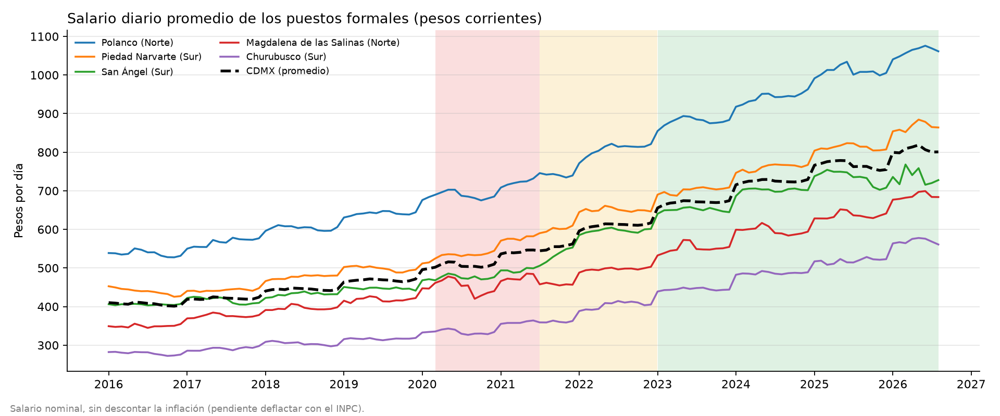 Salario diario promedio de los puestos formales (pesos corrientes)
Polanco (Norte)
Piedad Narvarte (Sur)
San Ángel (Sur)
Magdalena de las Salinas (Norte)
Churubusco (Sur)
CDMX (promedio)
Pesos por día
1100
1000
900
800
700
600
500
400
300
2016 2017 2018 2019 2020 2021 2022 2023 2024 2025 2026 2027
Salario nominal, sin descontar la inflación (pendiente deflactar con el INPC).